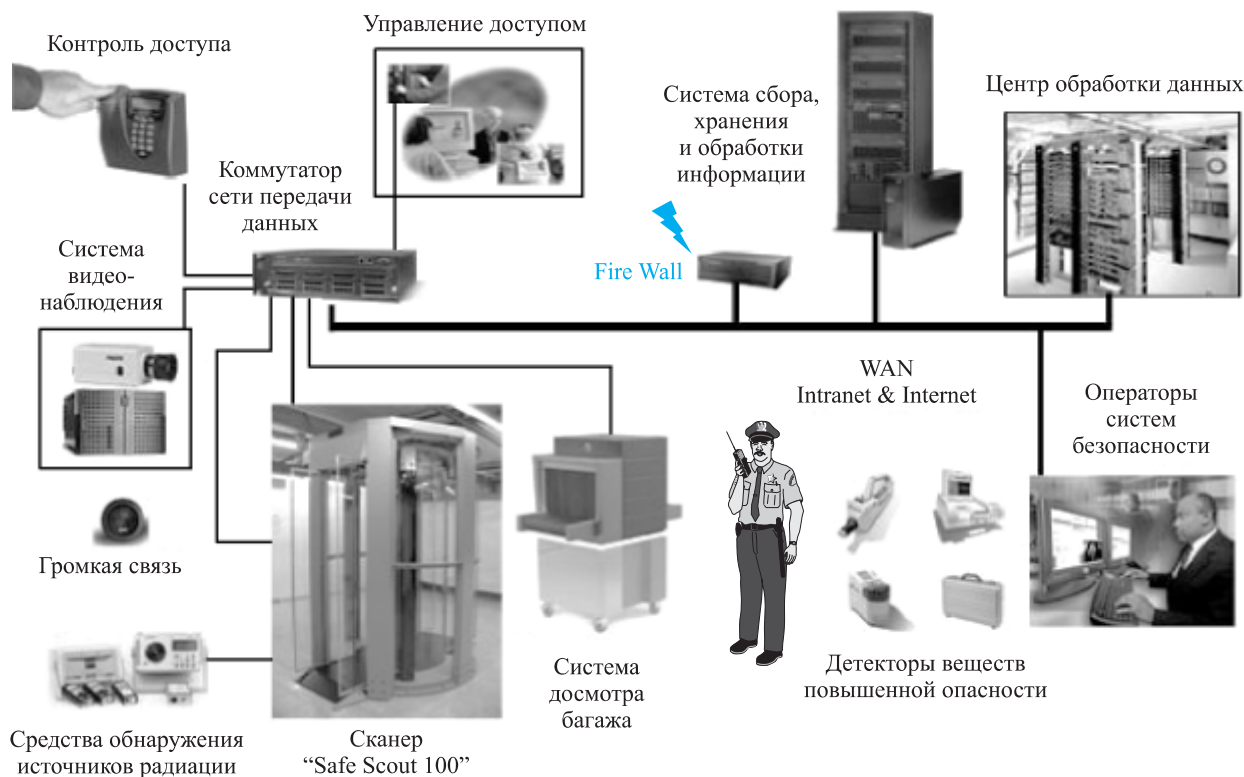 Контроль доступа
Управление доступом
Система сбора,
хранения
и обработки
информации
Центр обработки данных
Коммутатор
сети передачи
данных
Система
видео-
наблюдения
Fire Wall
WAN
Intranet & Internet
Операторы
систем
безопасности
Громкая связь
Система
досмотра
багажа
Детекторы веществ
повышенной опасности
Средства обнаружения
источников радиации
Сканер
“Safe Scout 100”